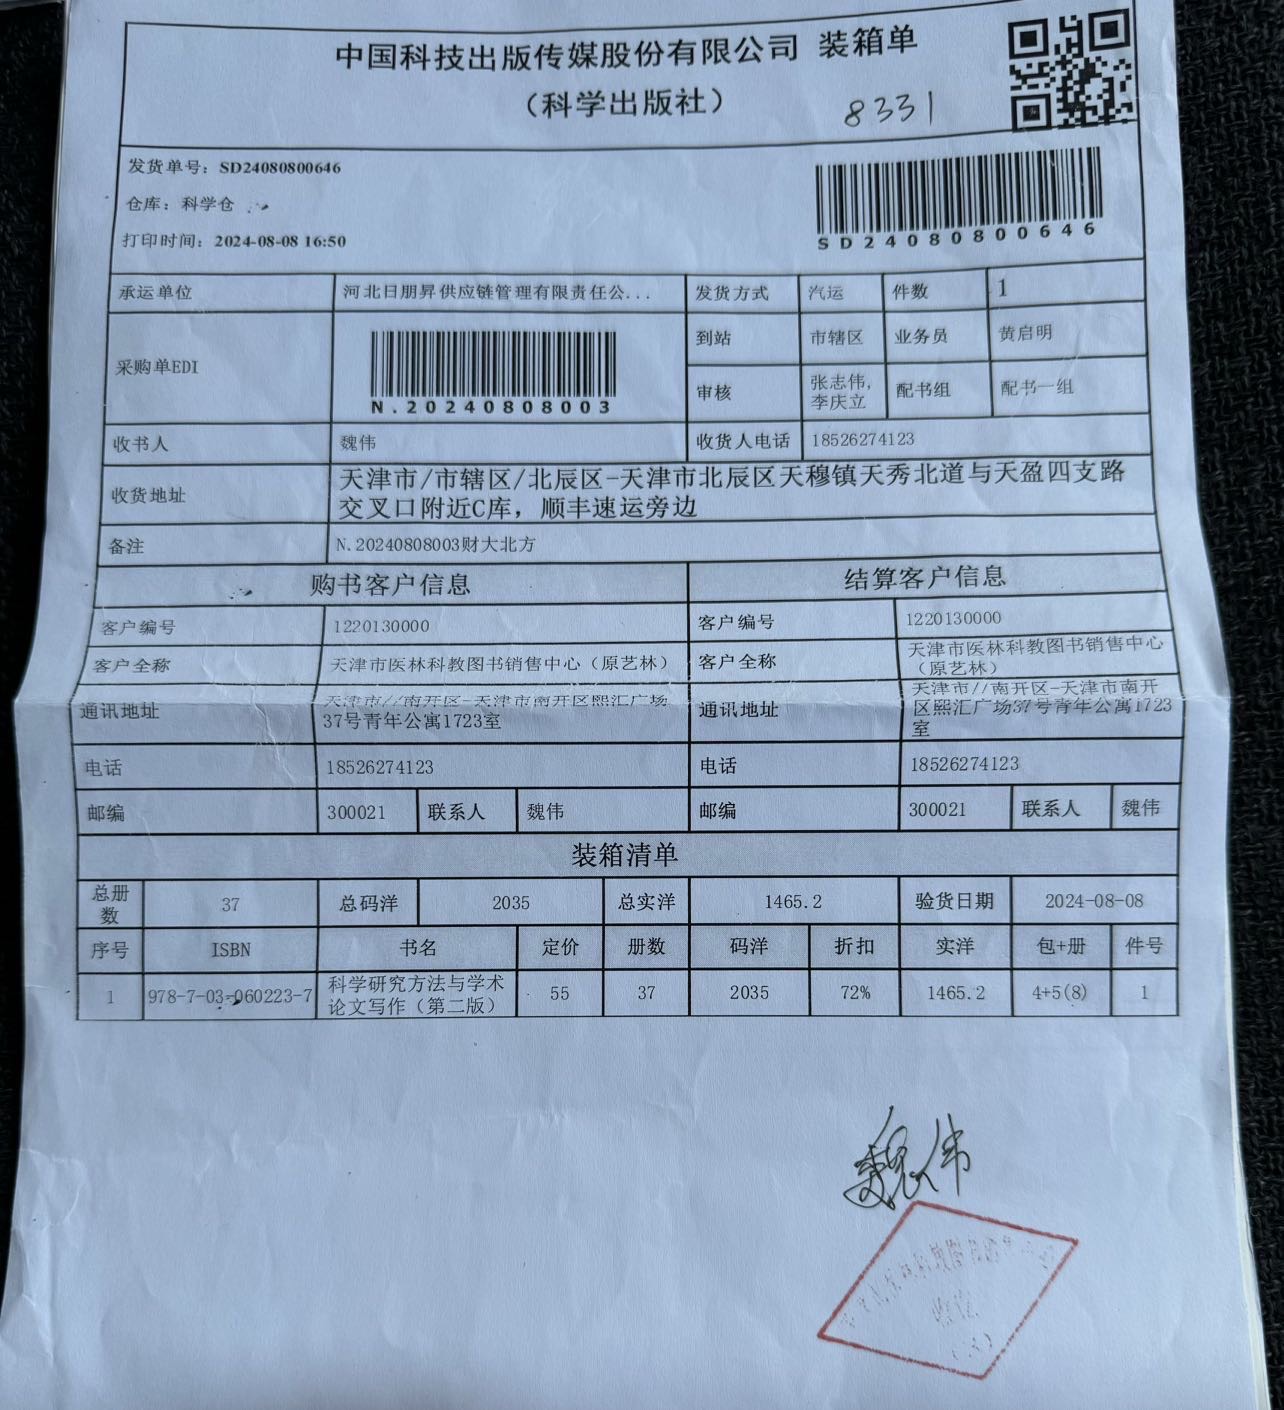 中国科技出版传媒股份有限公司 装箱单
（科学出版社）
8331
发货单号：SD24080800646
仓库：科学仓
打印时间：2024-08-08 16:50
SD24080800646
承运单位 河北日朋昇供应链管理有限责任公... 发货方式 汽运 件数 1
采购单EDI N.20240808003 到站 市辖区 业务员 黄启明
审核 张志伟,李庆立 配书组 配书一组
收书人 魏伟 收货人电话 18526274123
收货地址 天津市/市辖区/北辰区-天津市北辰区天穆镇天秀北道与天盈四支路
交叉口附近C库，顺丰速运旁边
备注 N.20240808003财大北方
购书客户信息 结算客户信息
客户编号 1220130000 客户编号 1220130000
客户全称 天津市医林科教图书销售中心（原艺林） 客户全称 天津市医林科教图书销售中心（原艺林）
通讯地址 天津市//南开区-天津市南开区熙汇广场37号青年公寓1723室 通讯地址 天津市//南开区-天津市南开区熙汇广场37号青年公寓1723室
电话 18526274123 电话 18526274123
邮编 300021 联系人 魏伟 邮编 300021 联系人 魏伟
装箱清单
总册数 37 总码洋 2035 总实洋 1465.2 验货日期 2024-08-08
序号 ISBN 书名 定价 册数 码洋 折扣 实洋 包+册 件号
1 978-7-03-060223-7 科学研究方法与学术论文写作（第二版） 55 37 2035 72% 1465.2 4+5(8) 1
魏伟